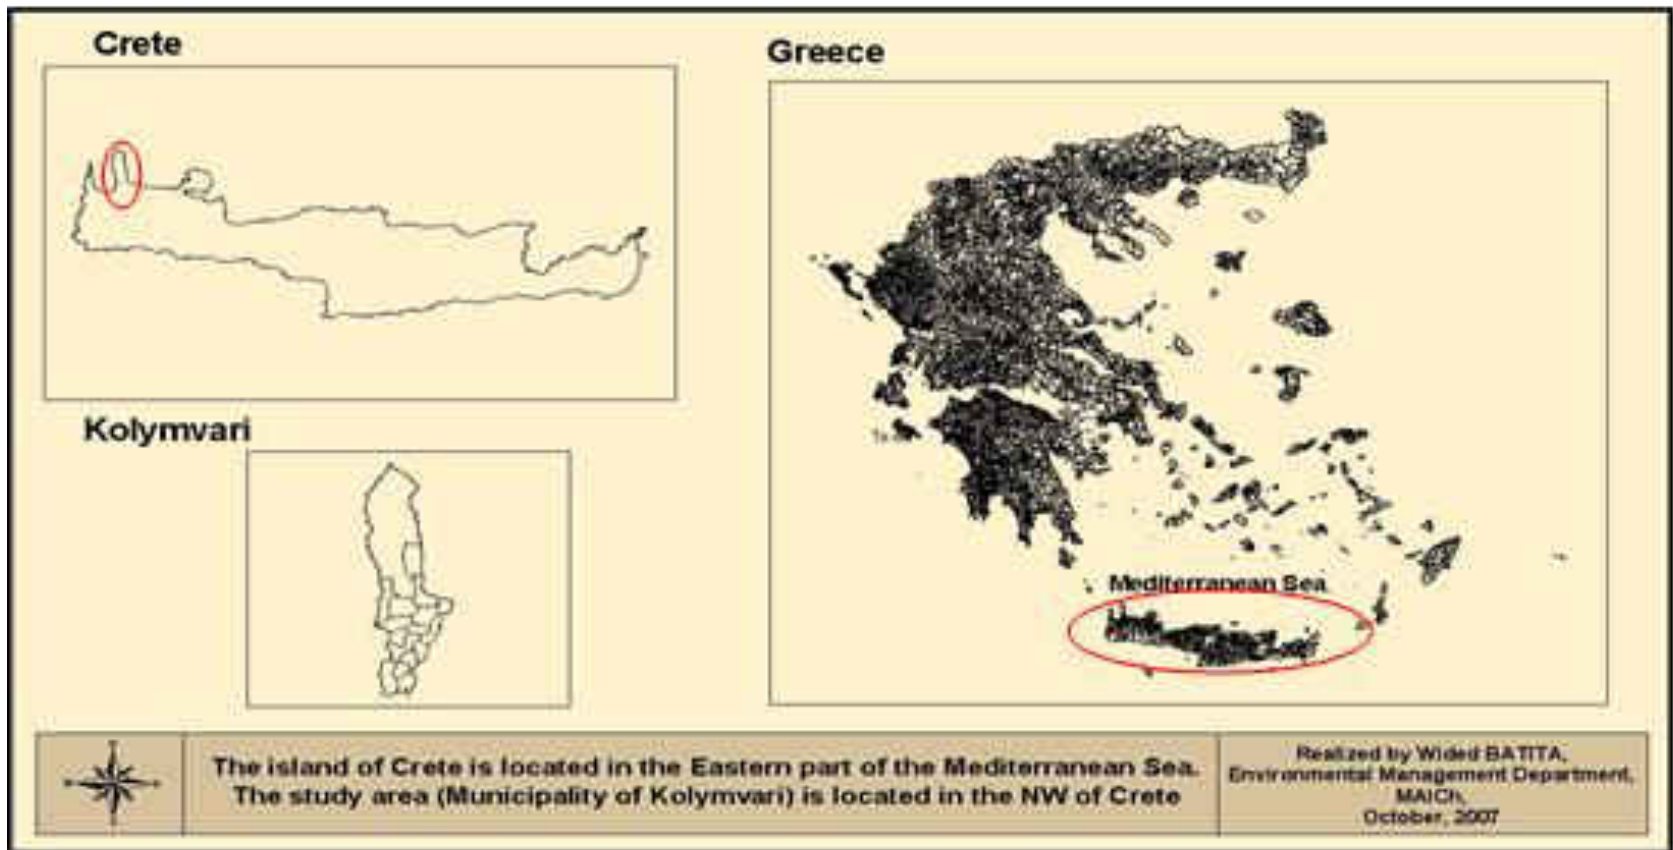 Crete
Greece
Kolymvari
Mediterranean Sea
The island of Crete is located in the Eastern part of the Mediterranean Sea.
The study area (Municipality of Kolymvari) is located in the NW of Crete
Realized by Wided BATITA,
Environmental Management Department,
MAICh,
October, 2007